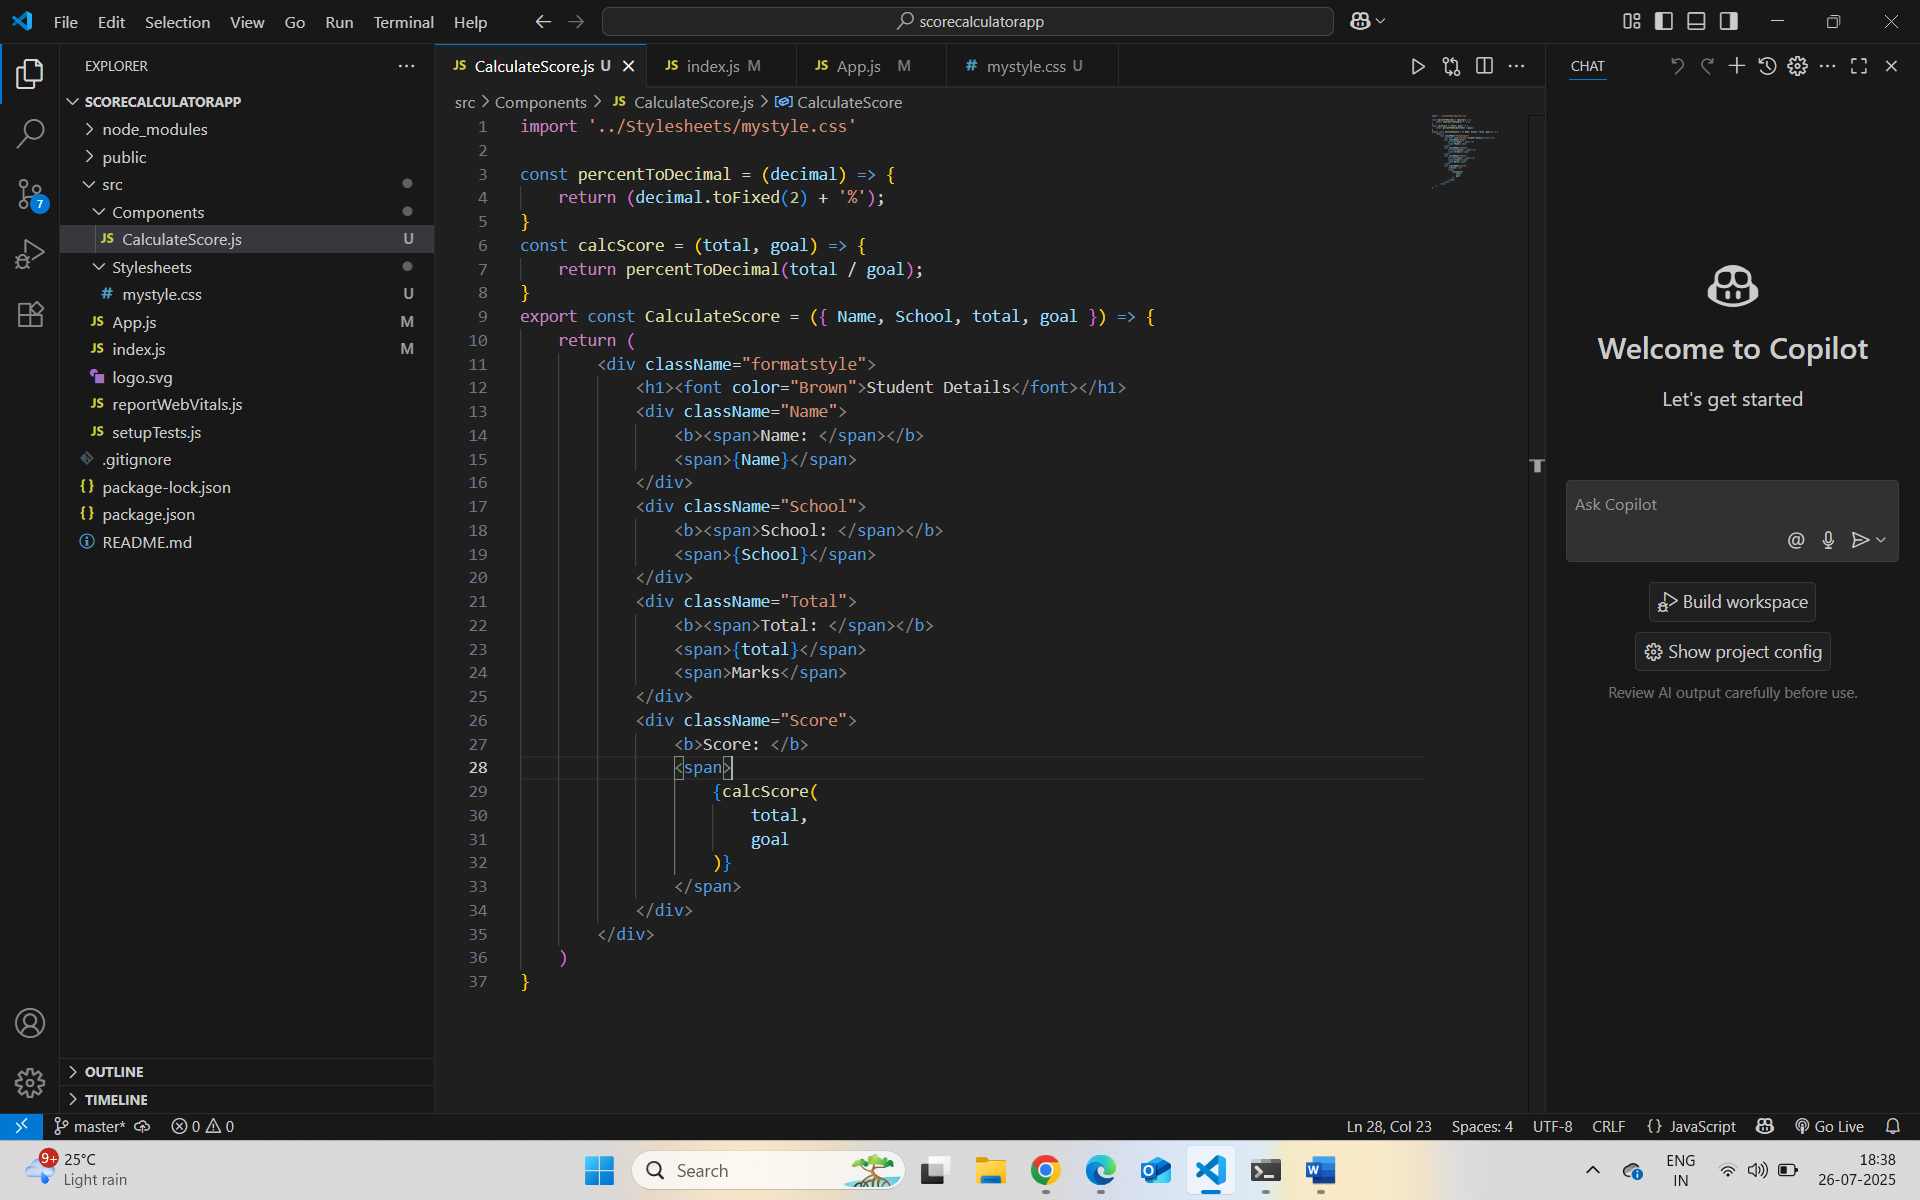 File Edit Selection View Go Run Terminal Help
scorecalculatorapp
EXPLORER
SCORECALCULATORAPP
node_modules
public
src
Components
CalculateScore.js U
Stylesheets
mystyle.css U
App.js M
index.js M
logo.svg
reportWebVitals.js
setupTests.js
.gitignore
package-lock.json
package.json
README.md
OUTLINE
TIMELINE
7
CalculateScore.js U
index.js M
App.js M
mystyle.css U
src > Components > JS CalculateScore.js > CalculateScore
1 import '../Stylesheets/mystyle.css'
2
3 const percentToDecimal = (decimal) => {
4     return (decimal.toFixed(2) + '%');
5 }
6 const calcScore = (total, goal) => {
7     return percentToDecimal(total / goal);
8 }
9 export const CalculateScore = ({ Name, School, total, goal }) => {
10     return (
11         <div className="formatstyle">
12             <h1><font color="Brown">Student Details</font></h1>
13             <div className="Name">
14                 <b><span>Name: </span></b>
15                 <span>{Name}</span>
16             </div>
17             <div className="School">
18                 <b><span>School: </span></b>
19                 <span>{School}</span>
20             </div>
21             <div className="Total">
22                 <b><span>Total: </span></b>
23                 <span>{total}</span>
24                 <span>Marks</span>
25             </div>
26             <div className="Score">
27                 <b>Score: </b>
28                 <span>
29                     {calcScore(
30                         total,
31                         goal
32                     )}
33                 </span>
34             </div>
35         </div>
36     )
37 }
CHAT
Welcome to Copilot
Let's get started
Ask Copilot
Build workspace
Show project config
Review AI output carefully before use.
master* 0 0
Ln 28, Col 23 Spaces: 4 UTF-8 CRLF {} JavaScript Go Live
9+
25°C
Light rain
Search
ENG
IN
18:38
26-07-2025